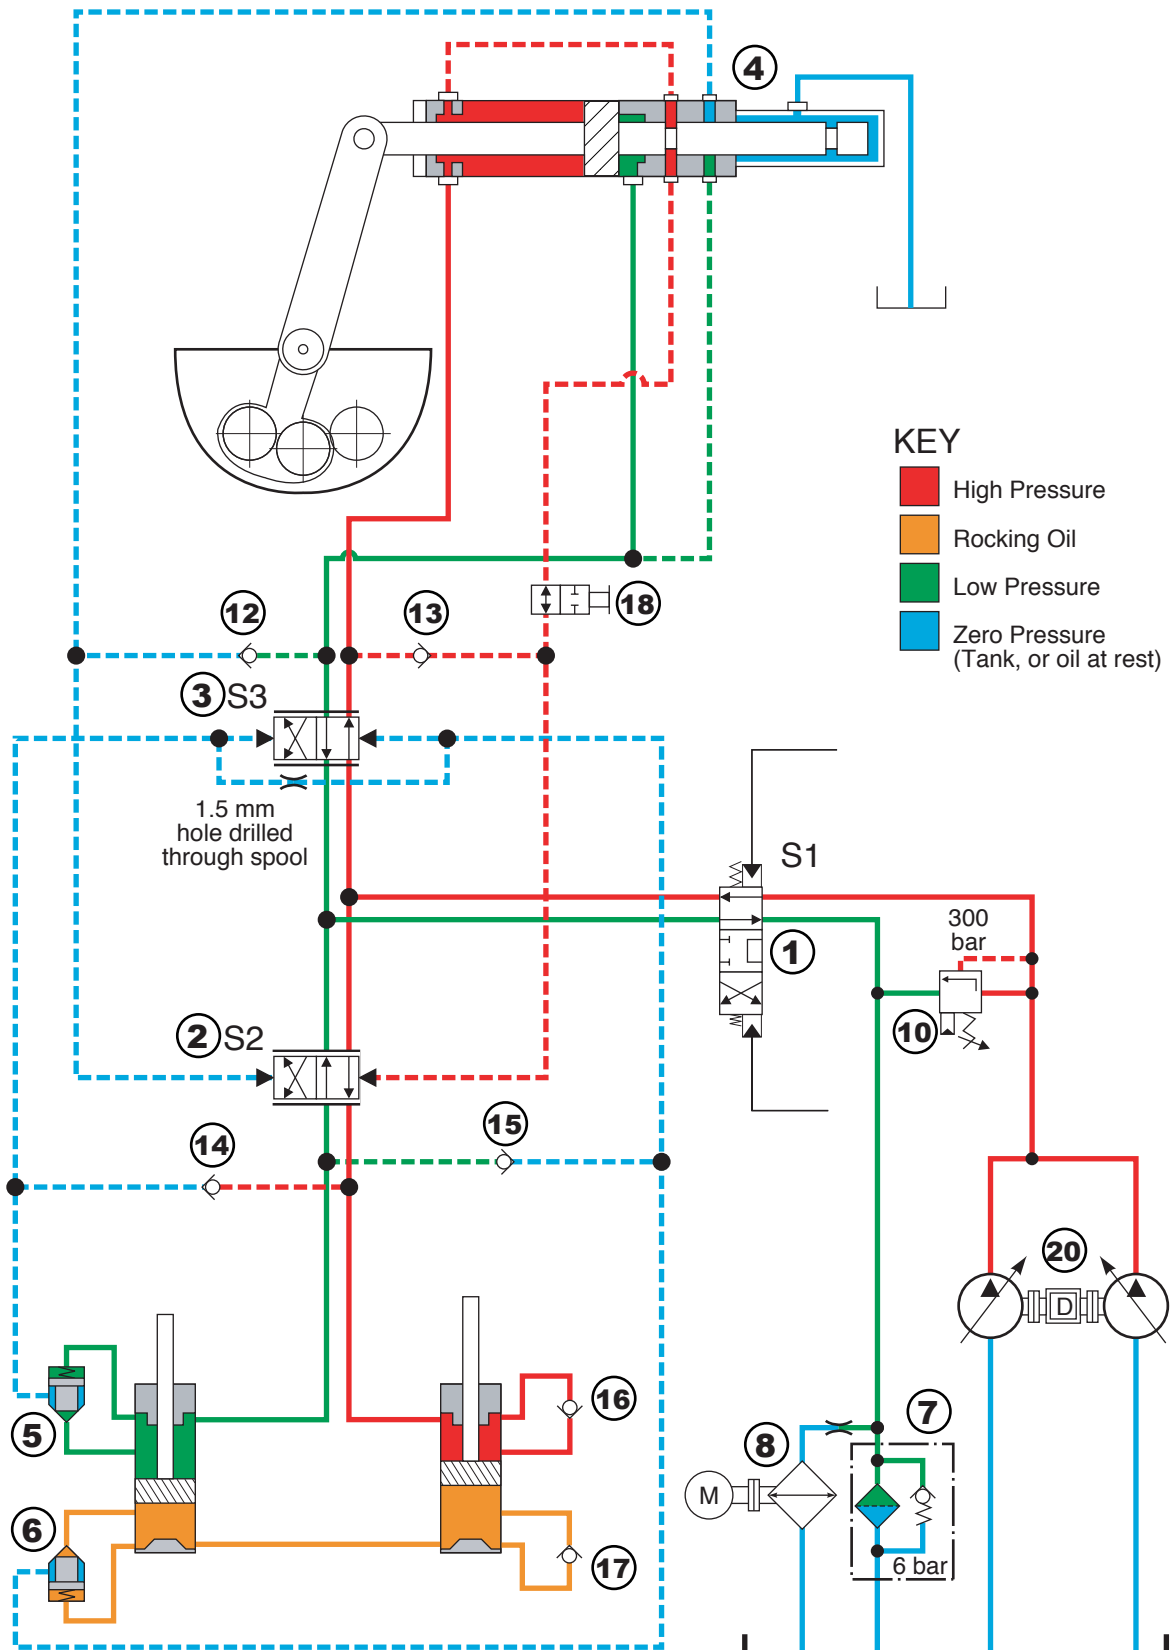 4
KEY
High Pressure
Rocking Oil
Low Pressure
Zero Pressure
(Tank, or oil at rest)
18
12
13
3 S3
1.5 mm
hole drilled
through spool
S1
1
300
bar
10
2 S2
15
14
20
D
5
16
7
8
M
6
17
6 bar